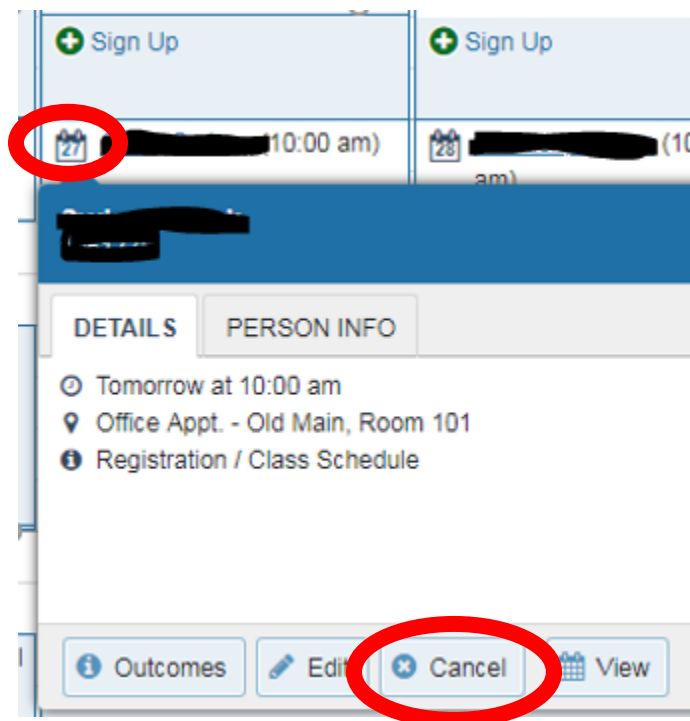 Sign Up
Sign Up
27 (10:00 am)
28 (10
am)
DETAILS PERSON INFO
Tomorrow at 10:00 am
Office Appt. - Old Main, Room 101
Registration / Class Schedule
Outcomes Edit Cancel View